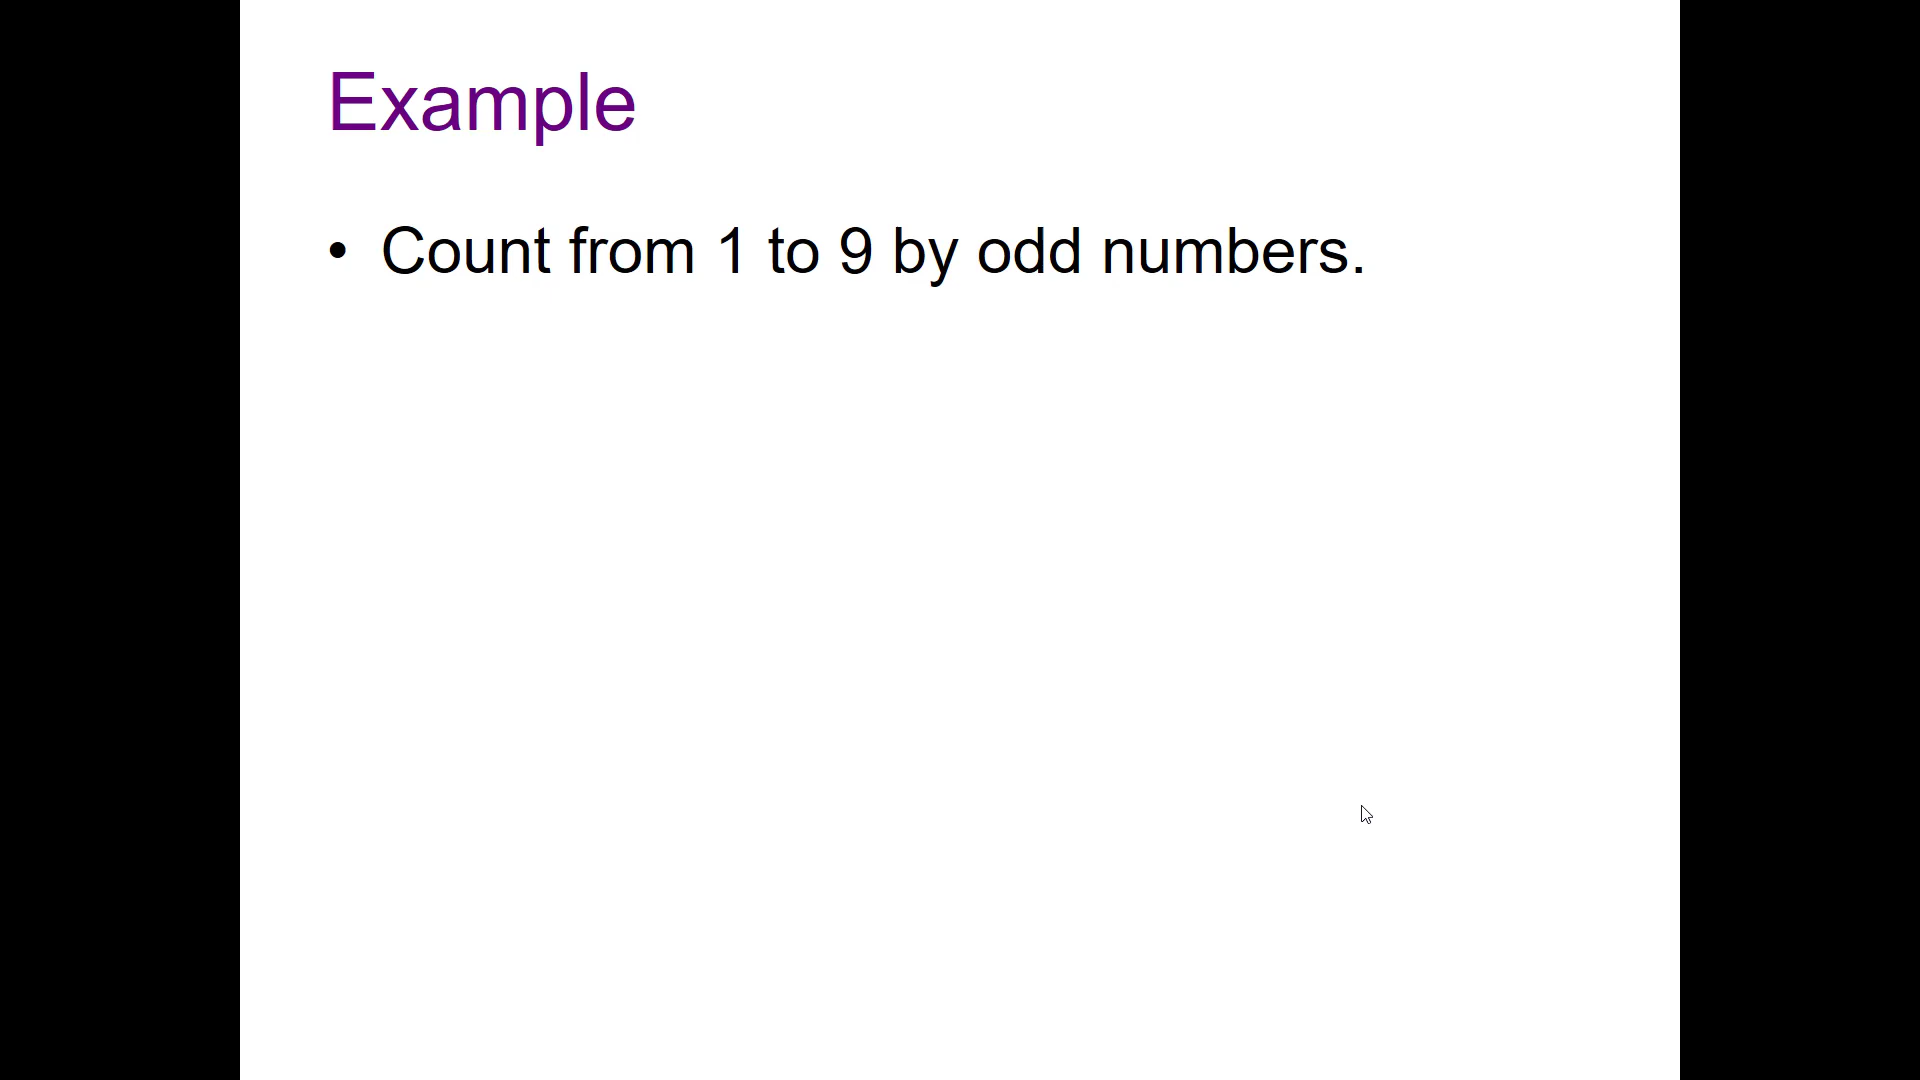 Example
• Count from 1 to 9 by odd numbers.